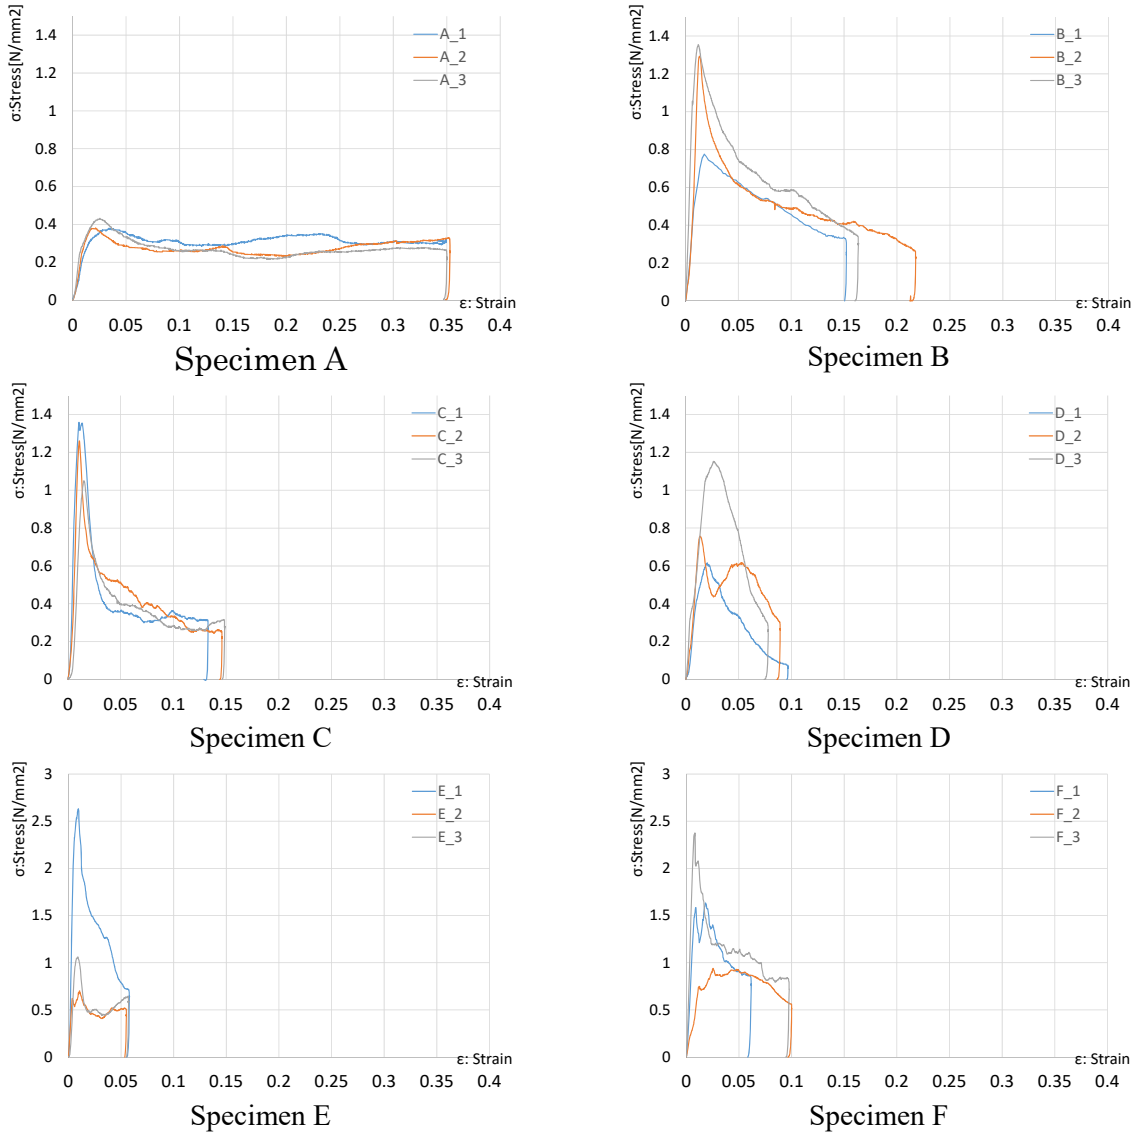 σ:Stress[N/mm2]
1.4
1.2
1
0.8
0.6
0.4
0.2
0
0 0.05 0.1 0.15 0.2 0.25 0.3 0.35 0.4
ε: Strain
A_1
A_2
A_3
Specimen A
σ:Stress[N/mm2]
1.4
1.2
1
0.8
0.6
0.4
0.2
0
0 0.05 0.1 0.15 0.2 0.25 0.3 0.35 0.4
ε: Strain
B_1
B_2
B_3
Specimen B
σ:Stress[N/mm2]
1.4
1.2
1
0.8
0.6
0.4
0.2
0
0 0.05 0.1 0.15 0.2 0.25 0.3 0.35 0.4
ε: Strain
C_1
C_2
C_3
Specimen C
σ:Stress[N/mm2]
1.4
1.2
1
0.8
0.6
0.4
0.2
0
0 0.05 0.1 0.15 0.2 0.25 0.3 0.35 0.4
ε: Strain
D_1
D_2
D_3
Specimen D
σ:Stress[N/mm2]
3
2.5
2
1.5
1
0.5
0
0 0.05 0.1 0.15 0.2 0.25 0.3 0.35 0.4
ε: Strain
E_1
E_2
E_3
Specimen E
σ:Stress[N/mm2]
3
2.5
2
1.5
1
0.5
0
0 0.05 0.1 0.15 0.2 0.25 0.3 0.35 0.4
ε: Strain
F_1
F_2
F_3
Specimen F